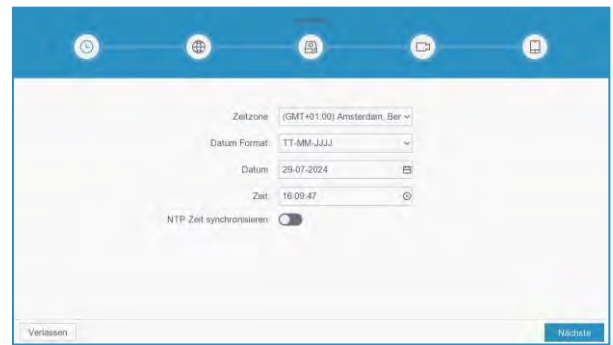 Zeitzone (GMT+01:00) Amsterdam, Ber
Datum Format TT-MM-JJJJ
Datum 29-07-2024
Zeit 16:09:47
NTP Zeit synchronisieren
Verlassen Nächste